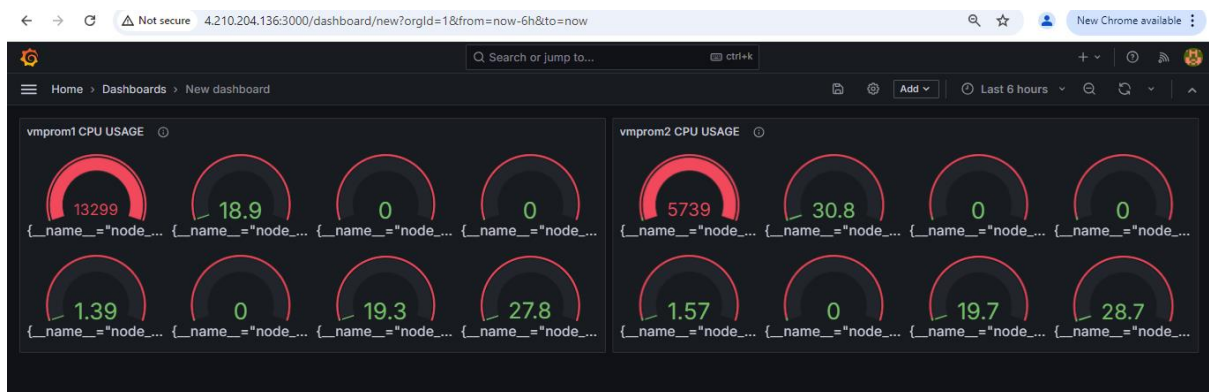 Not secure 4.210.204.136:3000/dashboard/new?orgId=1&from=now-6h&to=now New Chrome available
Search or jump to... ctrl+k
Home › Dashboards › New dashboard Add Last 6 hours
vmprom1 CPU USAGE
13299 18.9 0 0
{__name__="node_... {__name__="node_... {__name__="node_... {__name__="node_...
1.39 0 19.3 27.8
{__name__="node_... {__name__="node_... {__name__="node_... {__name__="node_...
vmprom2 CPU USAGE
5739 30.8 0 0
{__name__="node_... {__name__="node_... {__name__="node_... {__name__="node_...
1.57 0 19.7 28.7
{__name__="node_... {__name__="node_... {__name__="node_... {__name__="node_...